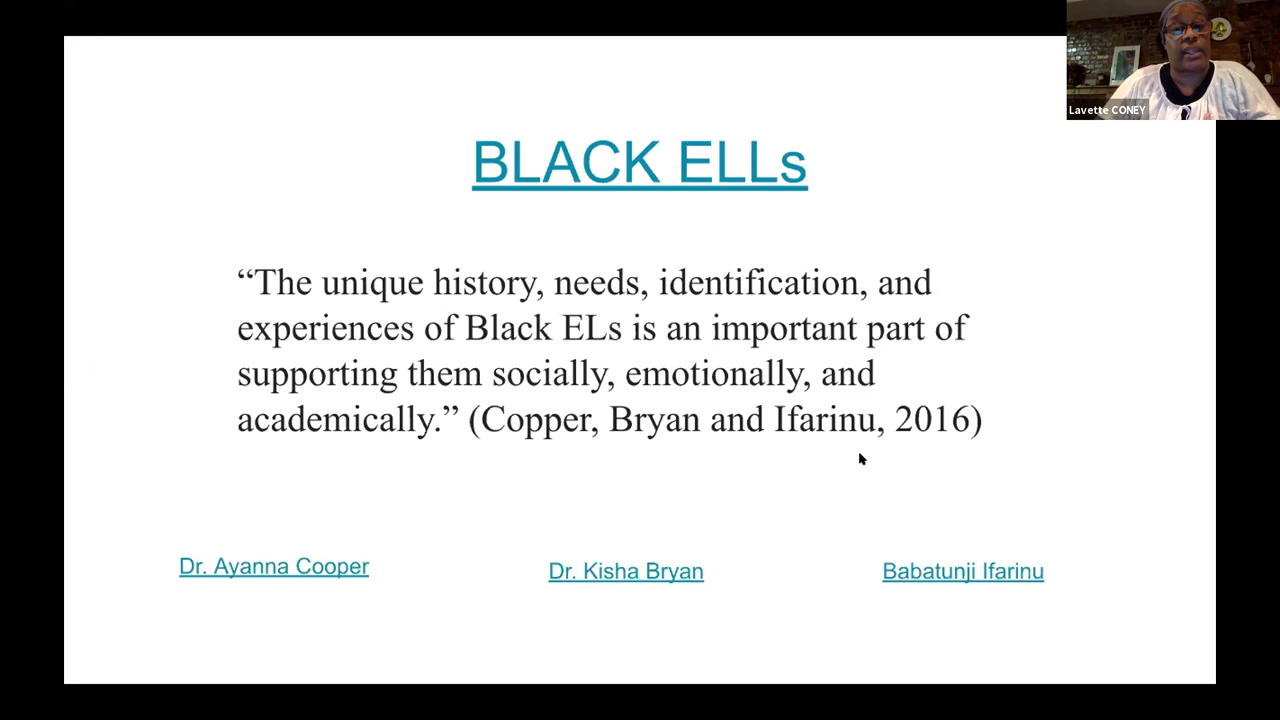 Lavette CONEY
BLACK ELLs
“The unique history, needs, identification, and
experiences of Black ELs is an important part of
supporting them socially, emotionally, and
academically.” (Copper, Bryan and Ifarinu, 2016)
Dr. Ayanna Cooper
Dr. Kisha Bryan
Babatunji Ifarinu